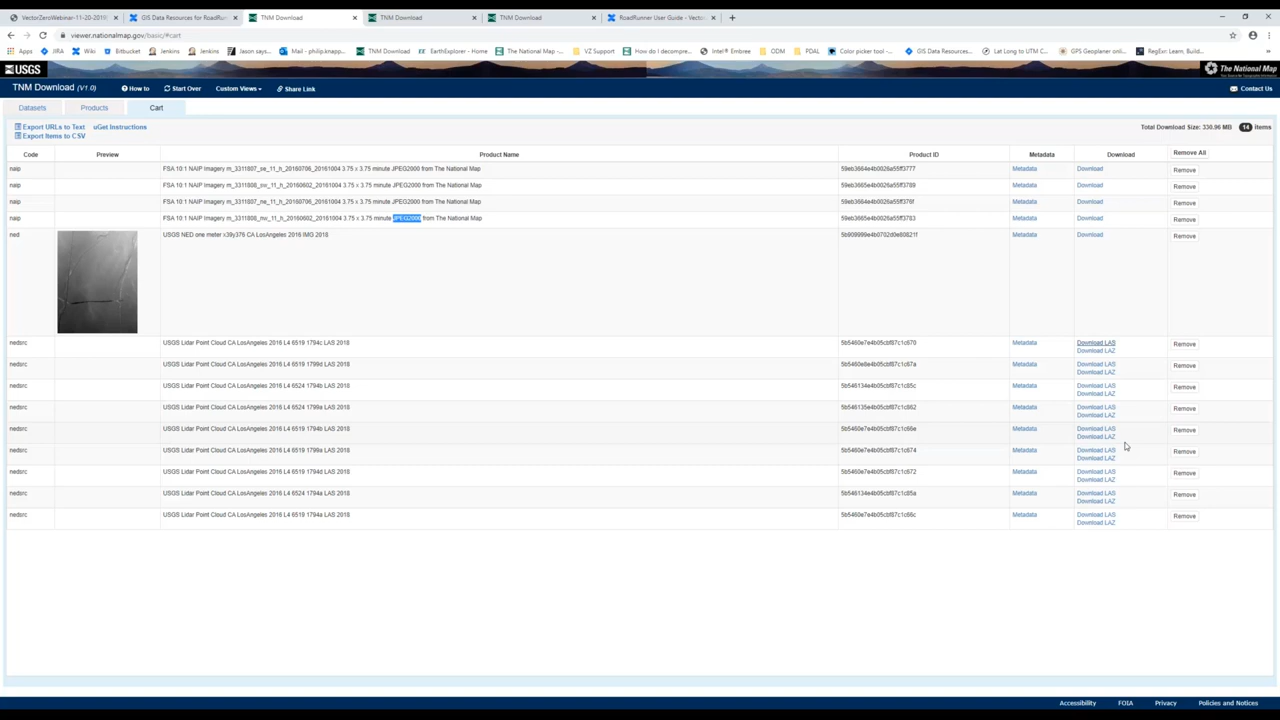 VectorZeroWebinar-11-20-2019
GIS Data Resources for RoadRun
TNM Download
TNM Download
TNM Download
RoadRunner User Guide - Vecto
viewer.nationalmap.gov/basic/#cart
Apps
JIRA
Wiki
Bitbucket
Jenkins
Jenkins
Jason says...
Mail - philip.knapp...
TNM Download
EarthExplorer - Home
The National Map -...
VZ Support
How do I decompre...
Intel® Embree
ODM
PDAL
Color picker tool -...
GIS Data Resources...
Lat Long to UTM C...
GPS Geoplaner onli...
RegExr: Learn, Build...
USGS
The National Map
TNM Download (V1.0)
How to
Start Over
Custom Views
Share Link
Contact Us
Datasets
Products
Cart
Export URLs to Text
uGet Instructions
Export Items to CSV
Total Download Size: 330.96 MB
14 items
Code Preview Product Name Product ID Metadata Download Remove All
naip FSA 10:1 NAIP Imagery m_3311807_se_11_h_20160706_20161004 3.75 x 3.75 minute JPEG2000 from The National Map 59eb3664e4b0026a55ff3777 Metadata Download Remove
naip FSA 10:1 NAIP Imagery m_3311808_sw_11_h_20160602_20161004 3.75 x 3.75 minute JPEG2000 from The National Map 59eb3665e4b0026a55ff3789 Metadata Download Remove
naip FSA 10:1 NAIP Imagery m_3311807_ne_11_h_20160706_20161004 3.75 x 3.75 minute JPEG2000 from The National Map 59eb3664e4b0026a55ff376f Metadata Download Remove
naip FSA 10:1 NAIP Imagery m_3311808_nw_11_h_20160602_20161004 3.75 x 3.75 minute JPEG2000 from The National Map 59eb3665e4b0026a55ff3783 Metadata Download Remove
ned USGS NED one meter x39y376 CA LosAngeles 2016 IMG 2018 5b909999e4b0702d0e80821f Metadata Download Remove
nedsrc USGS Lidar Point Cloud CA LosAngeles 2016 L4 6519 1794c LAS 2018 5b5460e7e4b05cbf87c1c670 Metadata Download LAS Remove
Download LAZ
nedsrc USGS Lidar Point Cloud CA LosAngeles 2016 L4 6519 1799d LAS 2018 5b5460e8e4b05cbf87c1c67a Metadata Download LAS Remove
Download LAZ
nedsrc USGS Lidar Point Cloud CA LosAngeles 2016 L4 6524 1794b LAS 2018 5b546134e4b05cbf87c1c85c Metadata Download LAS Remove
Download LAZ
nedsrc USGS Lidar Point Cloud CA LosAngeles 2016 L4 6524 1799a LAS 2018 5b546135e4b05cbf87c1c862 Metadata Download LAS Remove
Download LAZ
nedsrc USGS Lidar Point Cloud CA LosAngeles 2016 L4 6519 1794b LAS 2018 5b5460e7e4b05cbf87c1c66e Metadata Download LAS Remove
Download LAZ
nedsrc USGS Lidar Point Cloud CA LosAngeles 2016 L4 6519 1799a LAS 2018 5b5460e7e4b05cbf87c1c674 Metadata Download LAS Remove
Download LAZ
nedsrc USGS Lidar Point Cloud CA LosAngeles 2016 L4 6519 1794d LAS 2018 5b5460e7e4b05cbf87c1c672 Metadata Download LAS Remove
Download LAZ
nedsrc USGS Lidar Point Cloud CA LosAngeles 2016 L4 6524 1794a LAS 2018 5b546134e4b05cbf87c1c85a Metadata Download LAS Remove
Download LAZ
nedsrc USGS Lidar Point Cloud CA LosAngeles 2016 L4 6519 1794a LAS 2018 5b5460e7e4b05cbf87c1c66c Metadata Download LAS Remove
Download LAZ
Accessibility
FOIA
Privacy
Policies and Notices